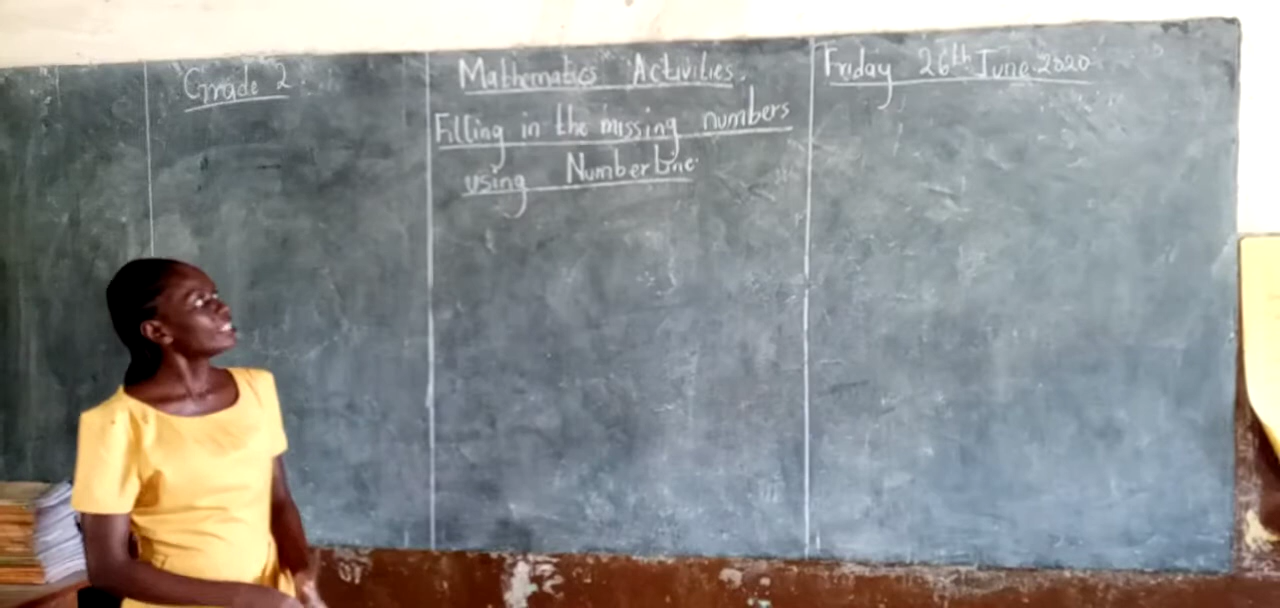 Grade 2
Mathematics Activities.
Filling in the missing numbers
using Numberline.
Friday 26th June 2020